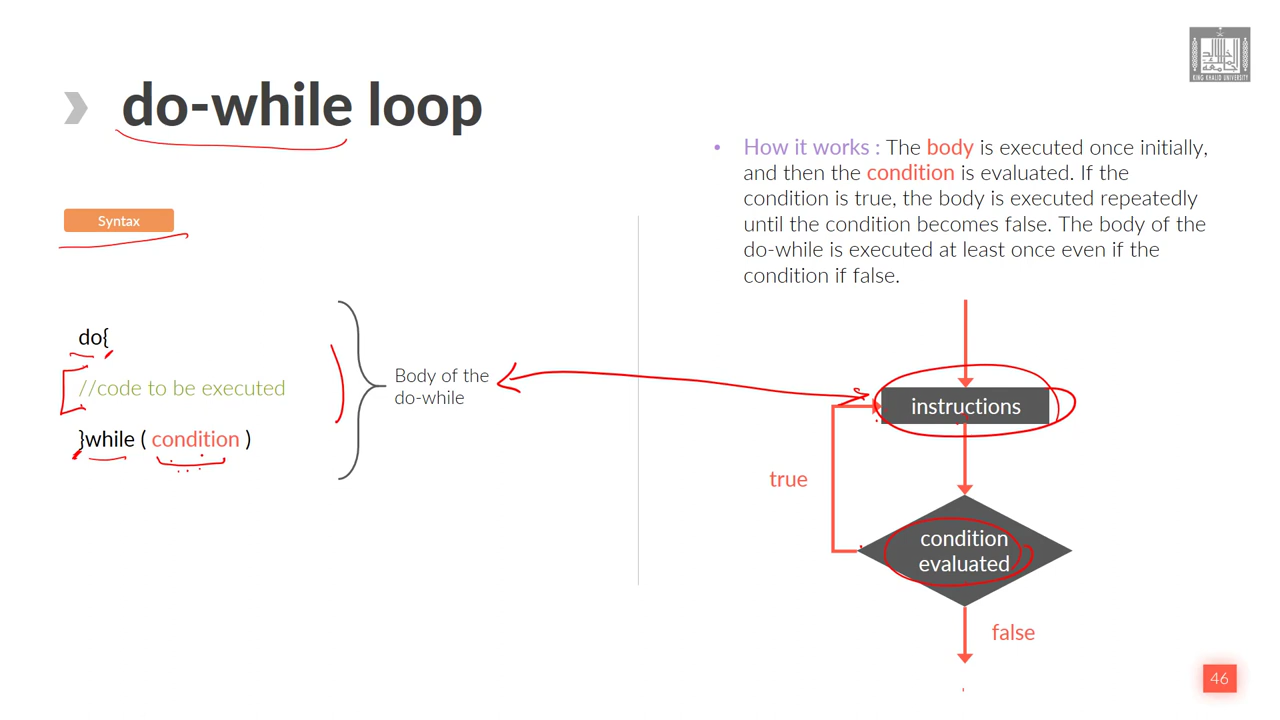 do-while loop
Syntax
do{
//code to be executed
}while ( condition )
Body of the
do-while
• How it works : The body is executed once initially,
and then the condition is evaluated. If the
condition is true, the body is executed repeatedly
until the condition becomes false. The body of the
do-while is executed at least once even if the
condition if false.
instructions
true
condition
evaluated
false
KING KHALID UNIVERSITY
46